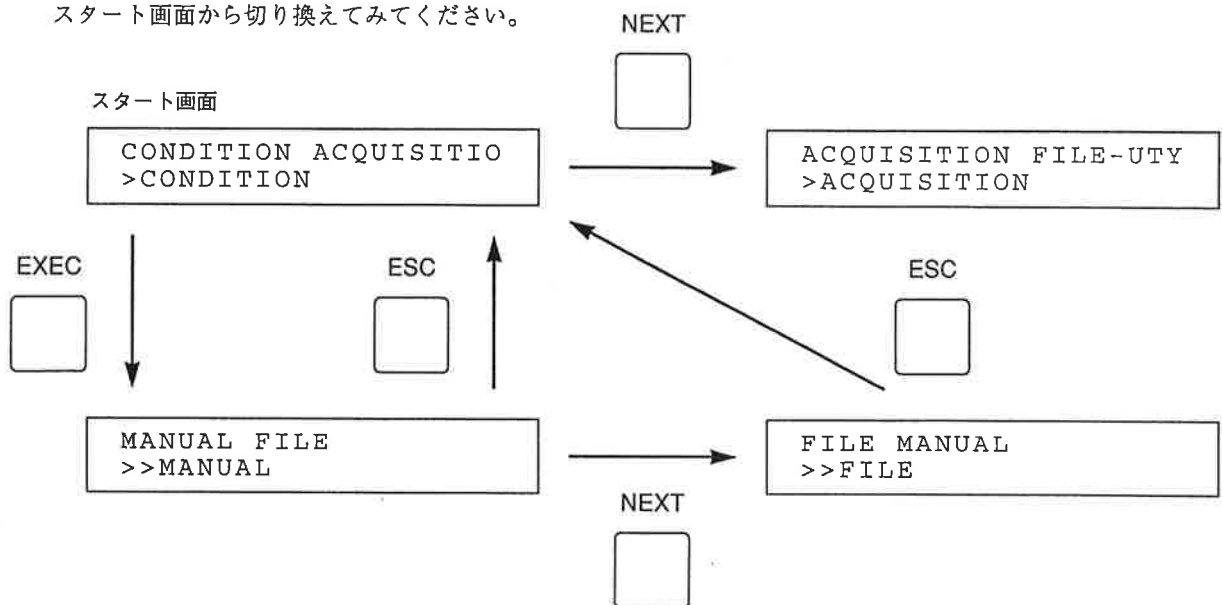 スタート画面から切り換えてみてください。
NEXT
スタート画面
CONDITION ACQUISITIO
>CONDITION
ACQUISITION FILE-UTY
>ACQUISITION
EXEC
ESC
ESC
MANUAL FILE
>>MANUAL
FILE MANUAL
>>FILE
NEXT